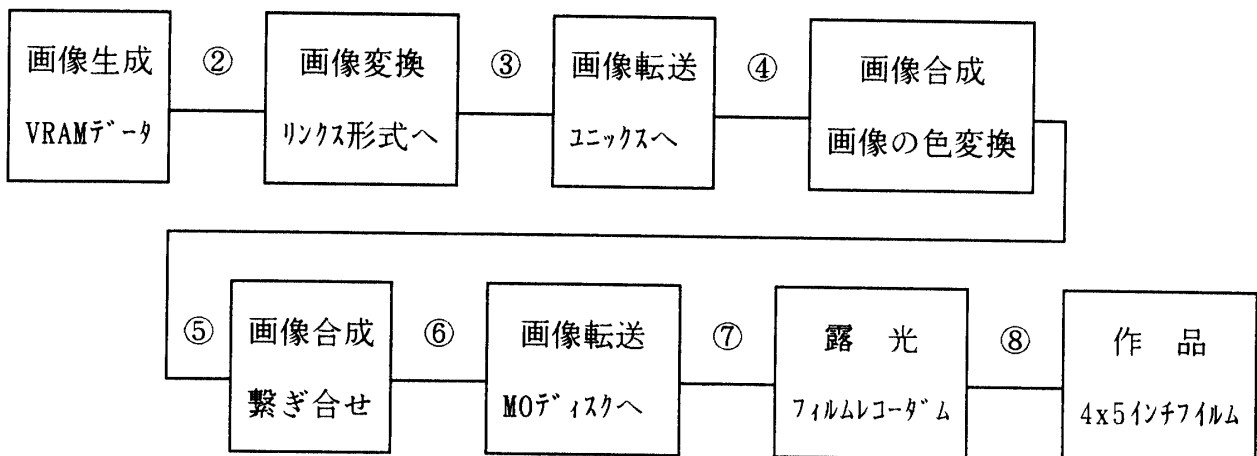 画像生成 ② 画像変換 ③ 画像転送 ④ 画像合成
VRAMデータ リンクス形式へ ユニックスへ 画像の色変換
⑤ 画像合成 ⑥ 画像転送 ⑦ 露 光 ⑧ 作 品
繋ぎ合せ MOディスクへ フィルムレコーダム 4x5インチフイルム